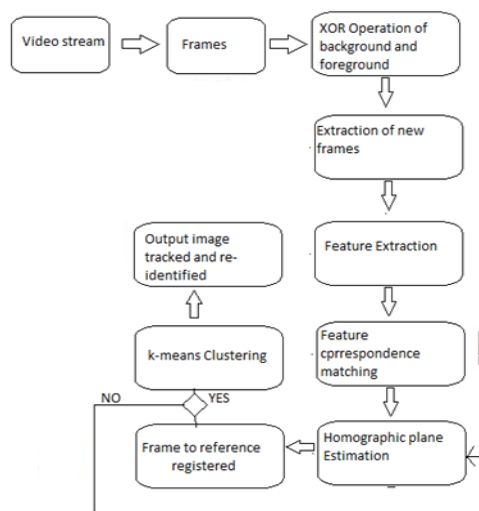 Video stream
Frames
XOR Operation of
background and
foreground
Extraction of new
frames
Feature Extraction
Feature
cprrespondence
matching
Homographic plane
Estimation
Frame to reference
registered
NO
YES
k-means Clustering
Output image
tracked and re-
identified